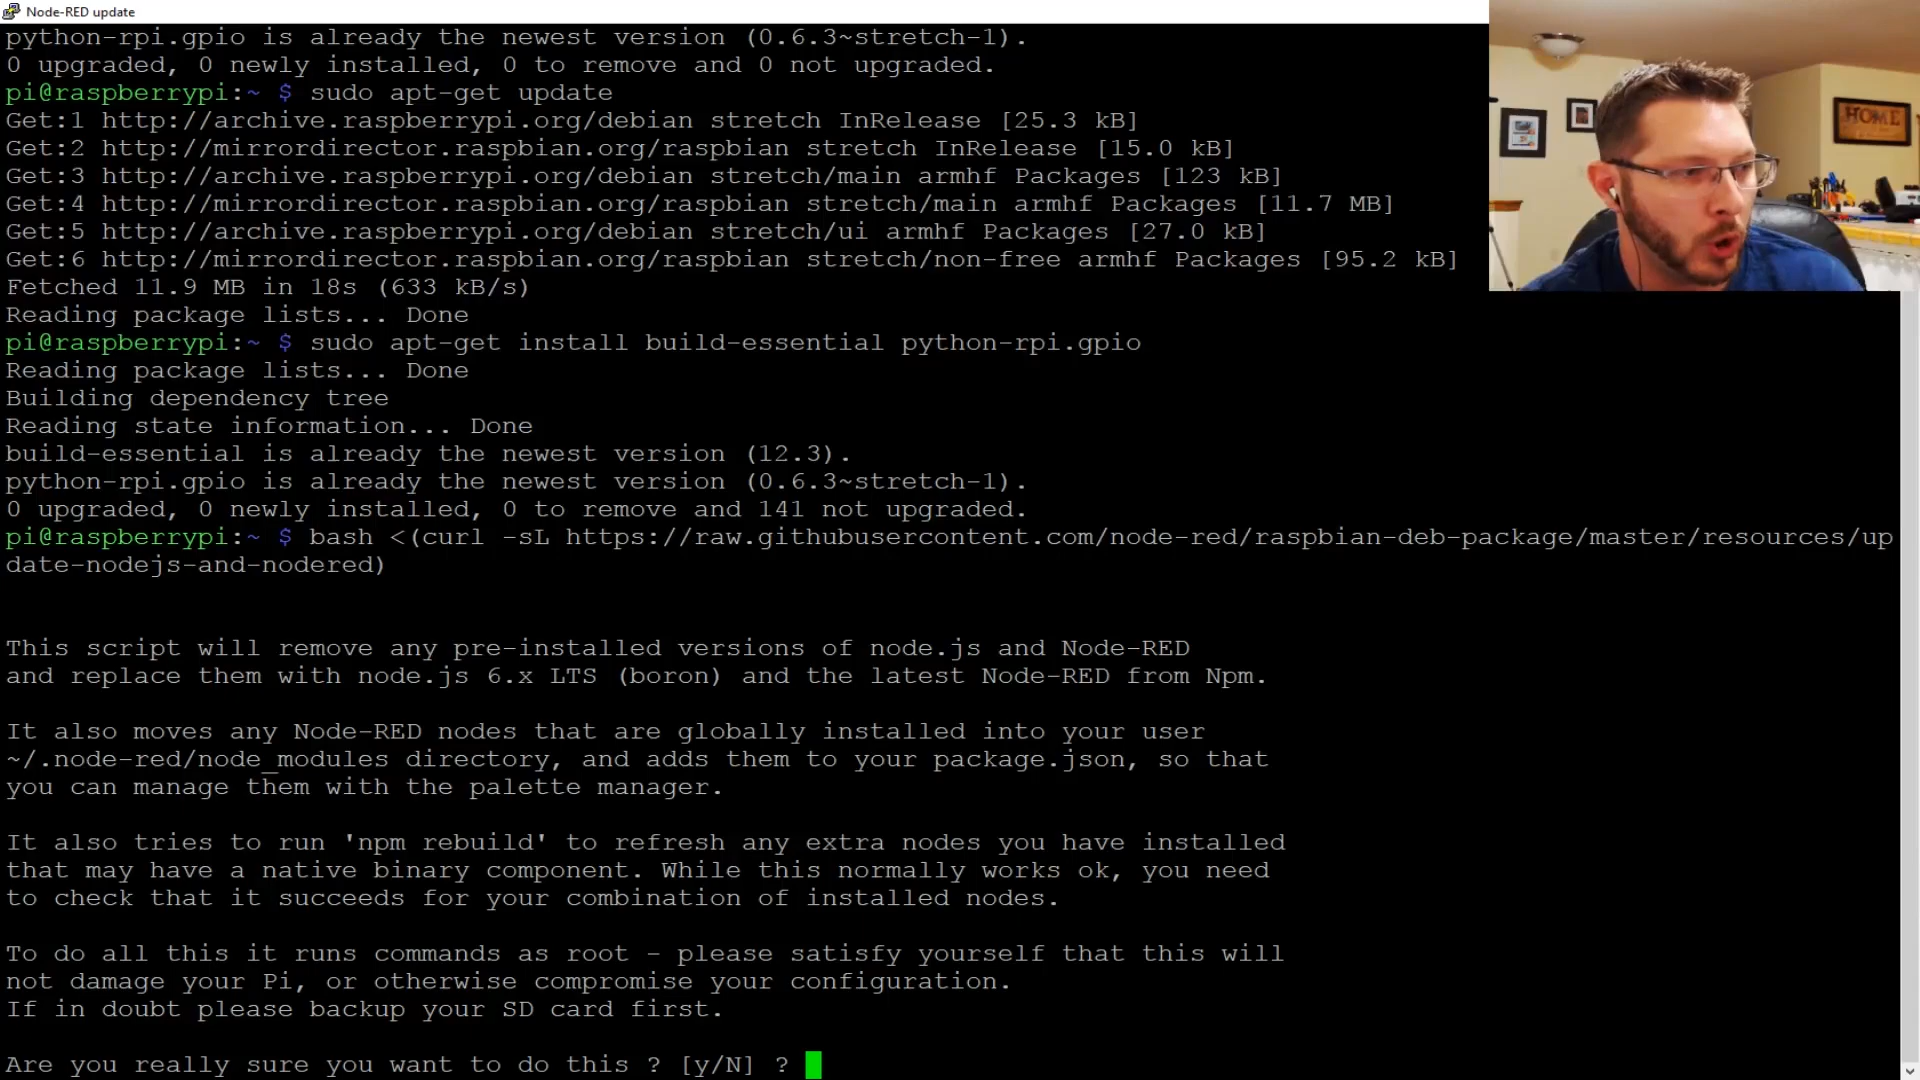 Node-RED update
python-rpi.gpio is already the newest version (0.6.3~stretch-1).
0 upgraded, 0 newly installed, 0 to remove and 0 not upgraded.
pi@raspberrypi:~ $ sudo apt-get update
Get:1 http://archive.raspberrypi.org/debian stretch InRelease [25.3 kB]
Get:2 http://mirrordirector.raspbian.org/raspbian stretch InRelease [15.0 kB]
Get:3 http://archive.raspberrypi.org/debian stretch/main armhf Packages [123 kB]
Get:4 http://mirrordirector.raspbian.org/raspbian stretch/main armhf Packages [11.7 MB]
Get:5 http://archive.raspberrypi.org/debian stretch/ui armhf Packages [27.0 kB]
Get:6 http://mirrordirector.raspbian.org/raspbian stretch/non-free armhf Packages [95.2 kB]
Fetched 11.9 MB in 18s (633 kB/s)
Reading package lists... Done
pi@raspberrypi:~ $ sudo apt-get install build-essential python-rpi.gpio
Reading package lists... Done
Building dependency tree
Reading state information... Done
build-essential is already the newest version (12.3).
python-rpi.gpio is already the newest version (0.6.3~stretch-1).
0 upgraded, 0 newly installed, 0 to remove and 141 not upgraded.
pi@raspberrypi:~ $ bash <(curl -sL https://raw.githubusercontent.com/node-red/raspbian-deb-package/master/resources/up
date-nodejs-and-nodered)
This script will remove any pre-installed versions of node.js and Node-RED
and replace them with node.js 6.x LTS (boron) and the latest Node-RED from Npm.
It also moves any Node-RED nodes that are globally installed into your user
~/.node-red/node_modules directory, and adds them to your package.json, so that
you can manage them with the palette manager.
It also tries to run 'npm rebuild' to refresh any extra nodes you have installed
that may have a native binary component. While this normally works ok, you need
to check that it succeeds for your combination of installed nodes.
To do all this it runs commands as root - please satisfy yourself that this will
not damage your Pi, or otherwise compromise your configuration.
If in doubt please backup your SD card first.
Are you really sure you want to do this ? [y/N] ?
HOME